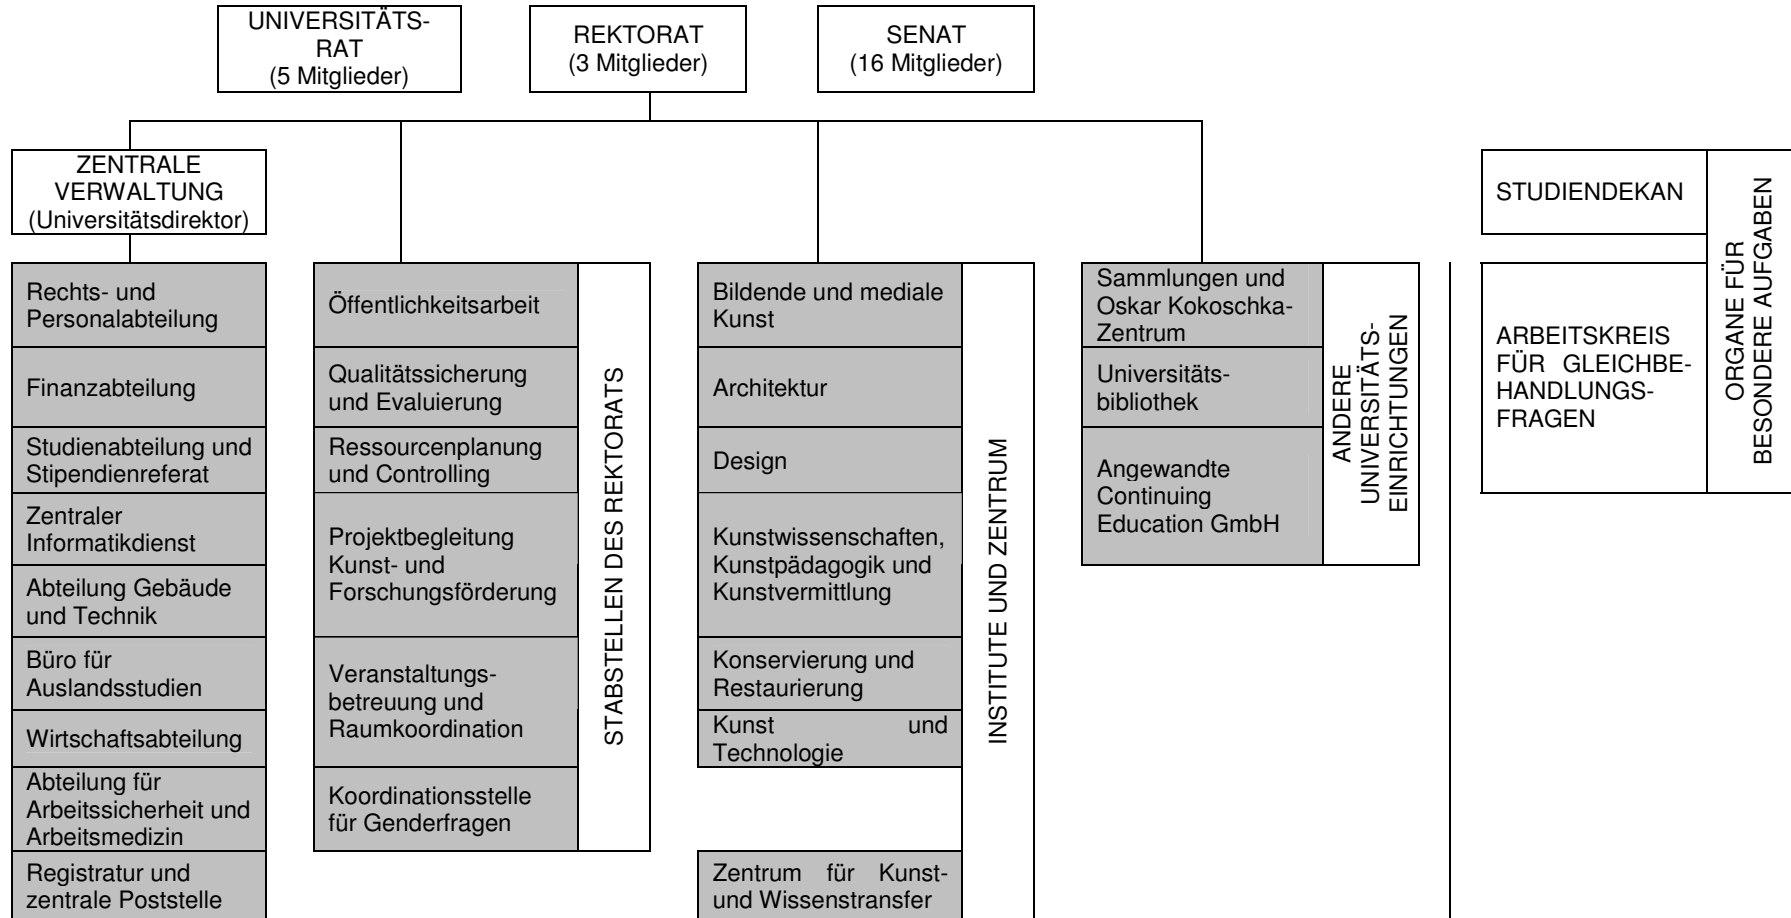 UNIVERSITÄTS-
RAT
(5 Mitglieder)
REKTORAT
(3 Mitglieder)
SENAT
(16 Mitglieder)
ZENTRALE
VERWALTUNG
(Universitätsdirektor)
Rechts- und
Personalabteilung
Finanzabteilung
Studienabteilung und
Stipendienreferat
Zentraler
Informatikdienst
Abteilung Gebäude
und Technik
Büro für
Auslandsstudien
Wirtschaftsabteilung
Abteilung für
Arbeitssicherheit und
Arbeitsmedizin
Registratur und
zentrale Poststelle
Öffentlichkeitsarbeit
Qualitätssicherung
und Evaluierung
Ressourcenplanung
und Controlling
Projektbegleitung
Kunst- und
Forschungsförderung
Veranstaltungs-
betreuung und
Raumkoordination
Koordinationsstelle
für Genderfragen
STABSTELLEN DES REKTORATS
Bildende und mediale
Kunst
Architektur
Design
Kunstwissenschaften,
Kunstpädagogik und
Kunstvermittlung
Konservierung und
Restaurierung
Kunst und
Technologie
Zentrum für Kunst-
und Wissenstransfer
INSTITUTE UND ZENTRUM
Sammlungen und
Oskar Kokoschka-
Zentrum
Universitäts-
bibliothek
Angewandte
Continuing
Education GmbH
ANDERE
UNIVERSITÄTS-
EINRICHTUNGEN
STUDIENDEKAN
ARBEITSKREIS
FÜR GLEICHBE-
HANDLUNGS-
FRAGEN
ORGANE FÜR
BESONDERE AUFGABEN